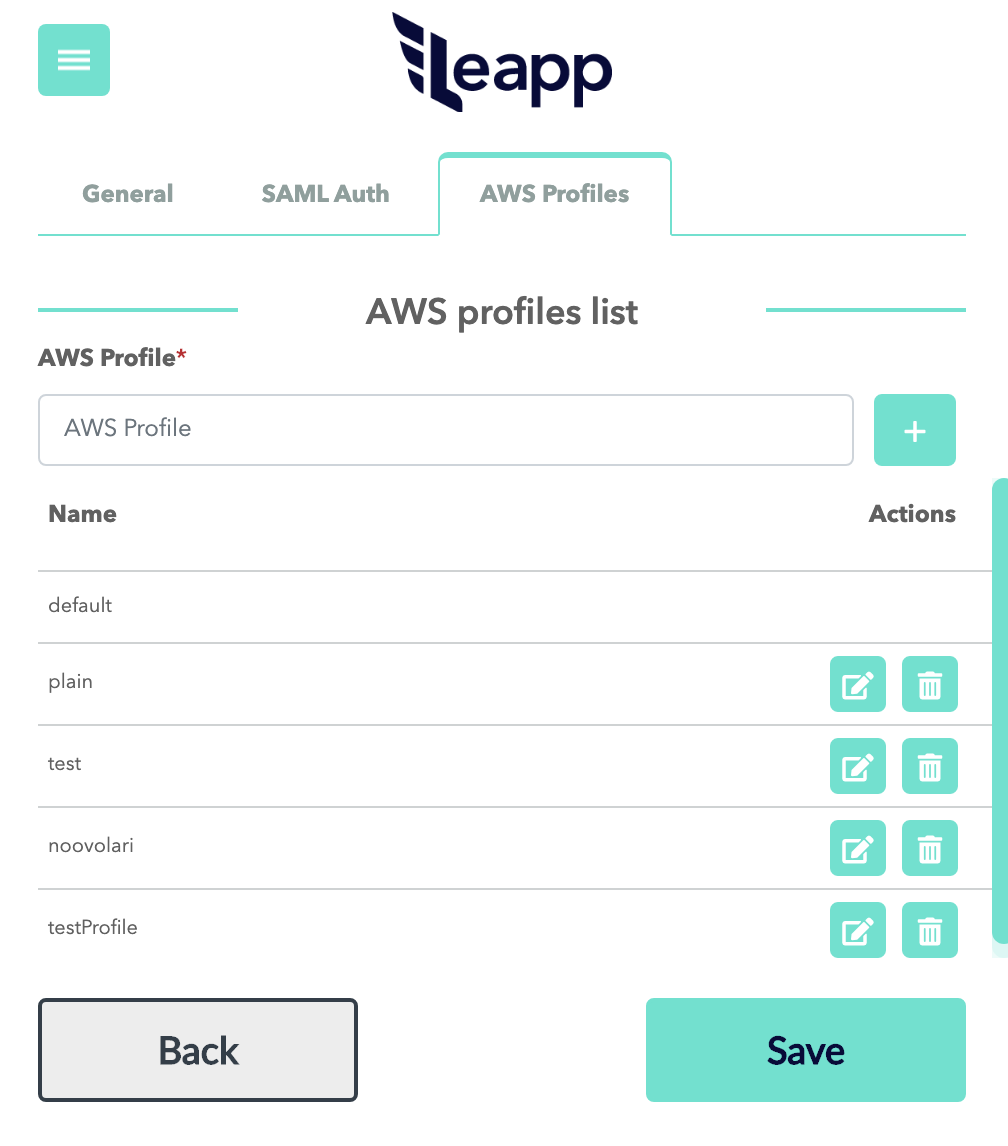 Leapp
General SAML Auth AWS Profiles
AWS profiles list
AWS Profile*
AWS Profile +
Name Actions
default
plain
test
noovolari
testProfile
Back Save